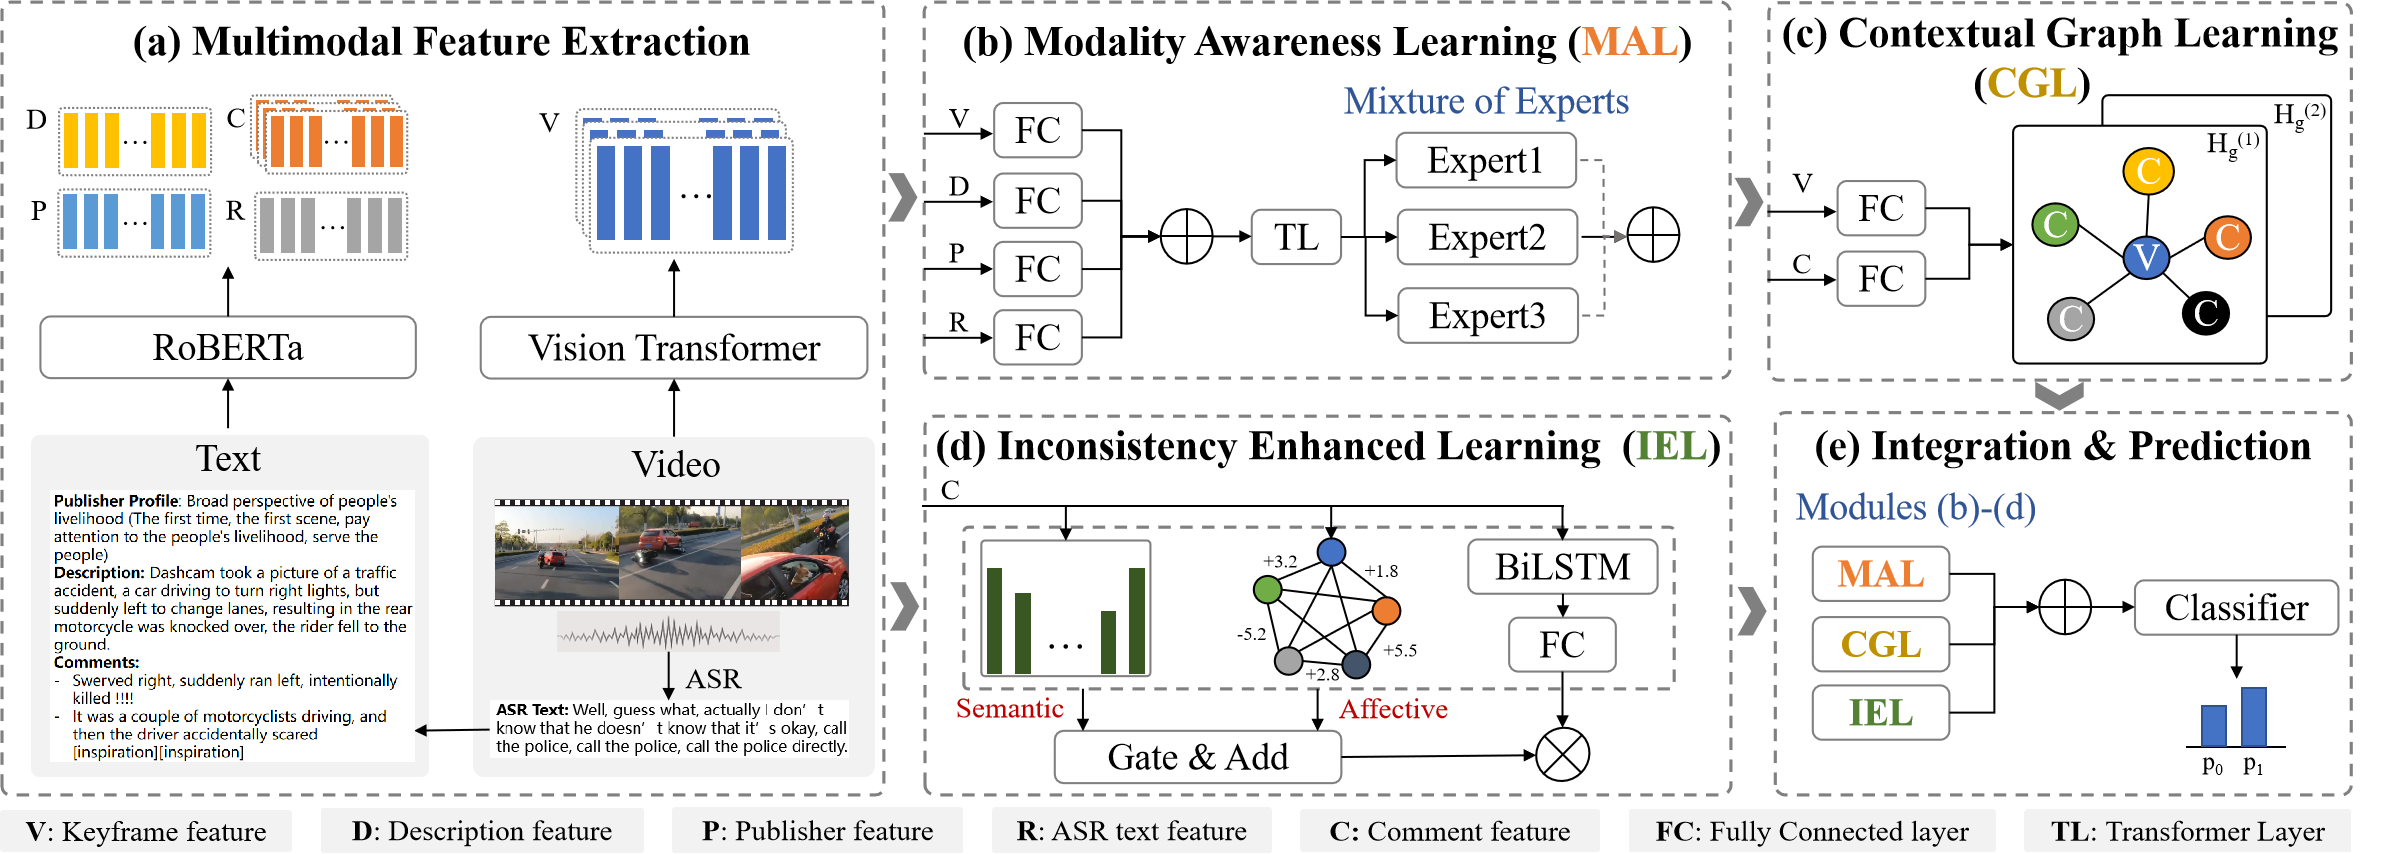 (a) Multimodal Feature Extraction
D
C
V
P
R
RoBERTa
Vision Transformer
Text
Publisher Profile: Broad perspective of people's
livelihood (The first time, the first scene, pay
attention to the people's livelihood, serve the
people)
Description: Dashcam took a picture of a traffic
accident, a car driving to turn right lights, but
suddenly left to change lanes, resulting in the rear
motorcycle was knocked over, the rider fell to the
ground.
Comments:
- Swerved right, suddenly ran left, intentionally
killed !!!!
- It was a couple of motorcyclists driving, and
then the driver accidentally scared
[inspiration][inspiration]
Video
ASR
ASR Text: Well, guess what, actually I don't
know that he doesn't know that it's okay, call
the police, call the police, call the police directly.
(b) Modality Awareness Learning (MAL)
Mixture of Experts
V
FC
D
FC
P
FC
R
FC
TL
Expert1
Expert2
Expert3
(c) Contextual Graph Learning
(CGL)
V
FC
C
FC
Hg(2)
Hg(1)
C
C
C
V
C
C
(d) Inconsistency Enhanced Learning (IEL)
C
...
+3.2
+1.8
-5.2
+5.5
+2.8
BiLSTM
FC
Semantic
Affective
Gate & Add
(e) Integration & Prediction
Modules (b)-(d)
MAL
CGL
IEL
Classifier
p0
p1
V: Keyframe feature
D: Description feature
P: Publisher feature
R: ASR text feature
C: Comment feature
FC: Fully Connected layer
TL: Transformer Layer